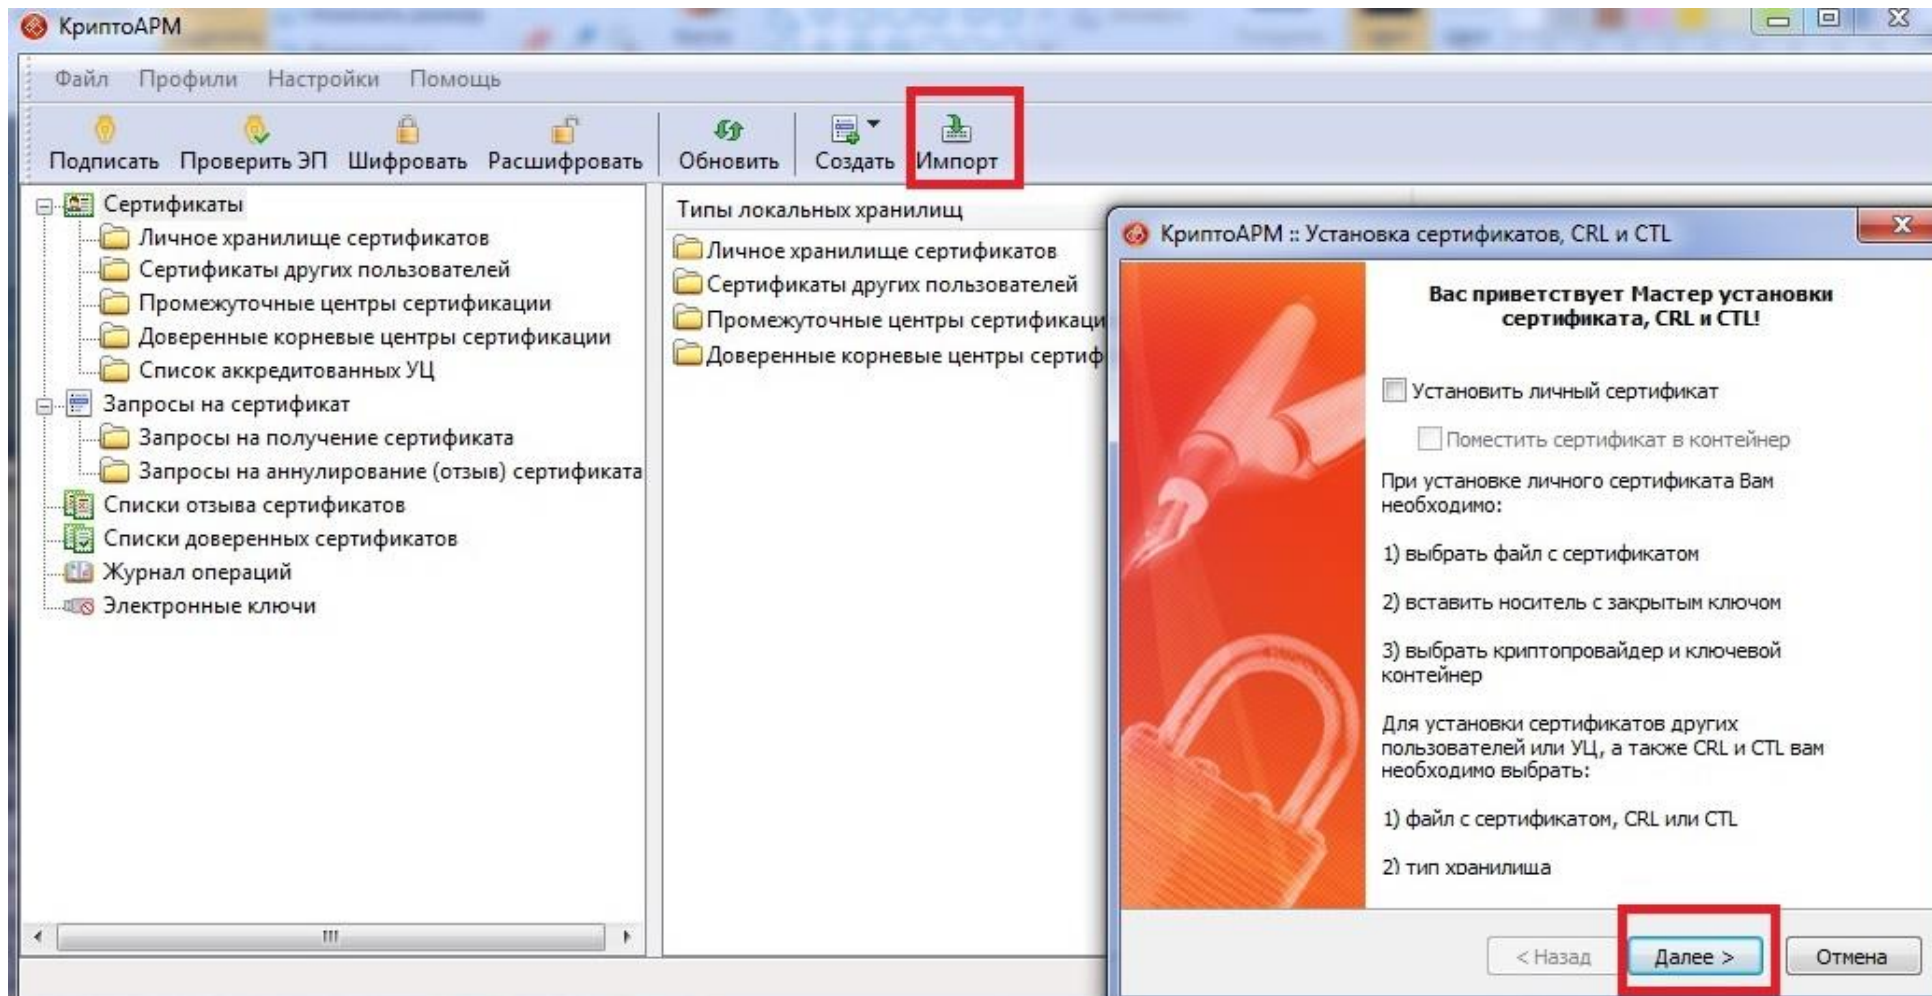 КриптоАРМ
Файл Профили Настройки Помощь
Подписать Проверить ЭП Шифровать Расшифровать Обновить Создать Импорт
Сертификаты
Личное хранилище сертификатов
Сертификаты других пользователей
Промежуточные центры сертификации
Доверенные корневые центры сертификации
Список аккредитованных УЦ
Запросы на сертификат
Запросы на получение сертификата
Запросы на аннулирование (отзыв) сертификата
Списки отзыва сертификатов
Списки доверенных сертификатов
Журнал операций
Электронные ключи
Типы локальных хранилищ
Личное хранилище сертификатов
Сертификаты других пользователей
Промежуточные центры сертификаци
Доверенные корневые центры сертиф
КриптоАРМ :: Установка сертификатов, CRL и CTL
Вас приветствует Мастер установки
сертификата, CRL и CTL!
Установить личный сертификат
Поместить сертификат в контейнер
При установке личного сертификата Вам
необходимо:
1) выбрать файл с сертификатом
2) вставить носитель с закрытым ключом
3) выбрать криптопровайдер и ключевой
контейнер
Для установки сертификатов других
пользователей или УЦ, а также CRL и CTL вам
необходимо выбрать:
1) файл с сертификатом, CRL или CTL
2) тип хранилища
< Назад Далее > Отмена